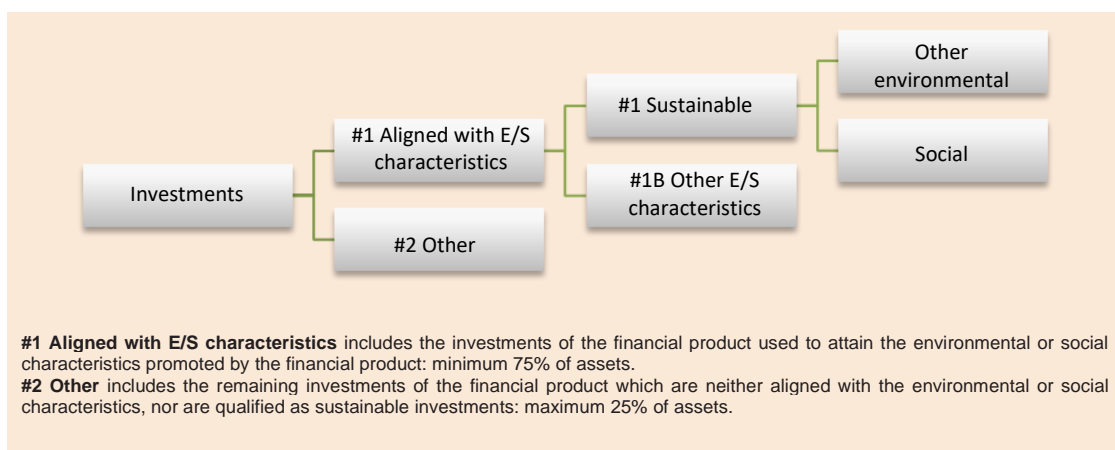 Other
environmental
#1 Sustainable
#1 Aligned with E/S
characteristics
Social
Investments
#1B Other E/S
characteristics
#2 Other
#1 Aligned with E/S characteristics includes the investments of the financial product used to attain the environmental or social
characteristics promoted by the financial product: minimum 75% of assets.
#2 Other includes the remaining investments of the financial product which are neither aligned with the environmental or social
characteristics, nor are qualified as sustainable investments: maximum 25% of assets.